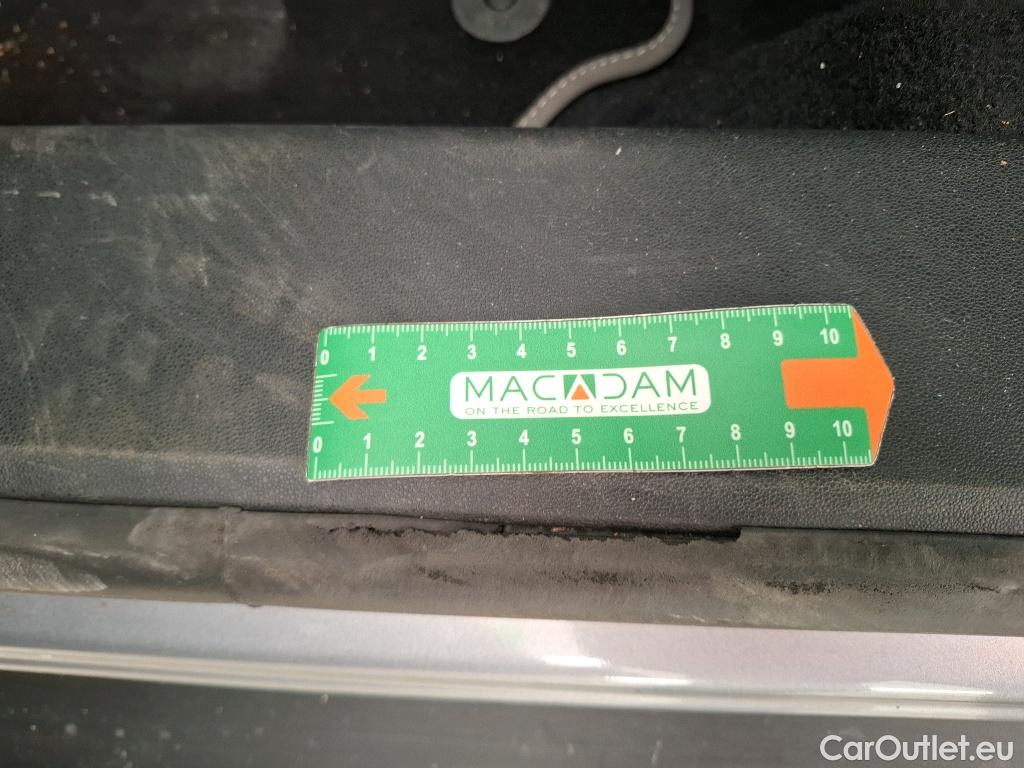 0 1 2 3 4 5 6 7 8 9 10
MACADAM
ON THE ROAD TO EXCELLENCE
0 1 2 3 4 5 6 7 8 9 10
CarOutlet.eu